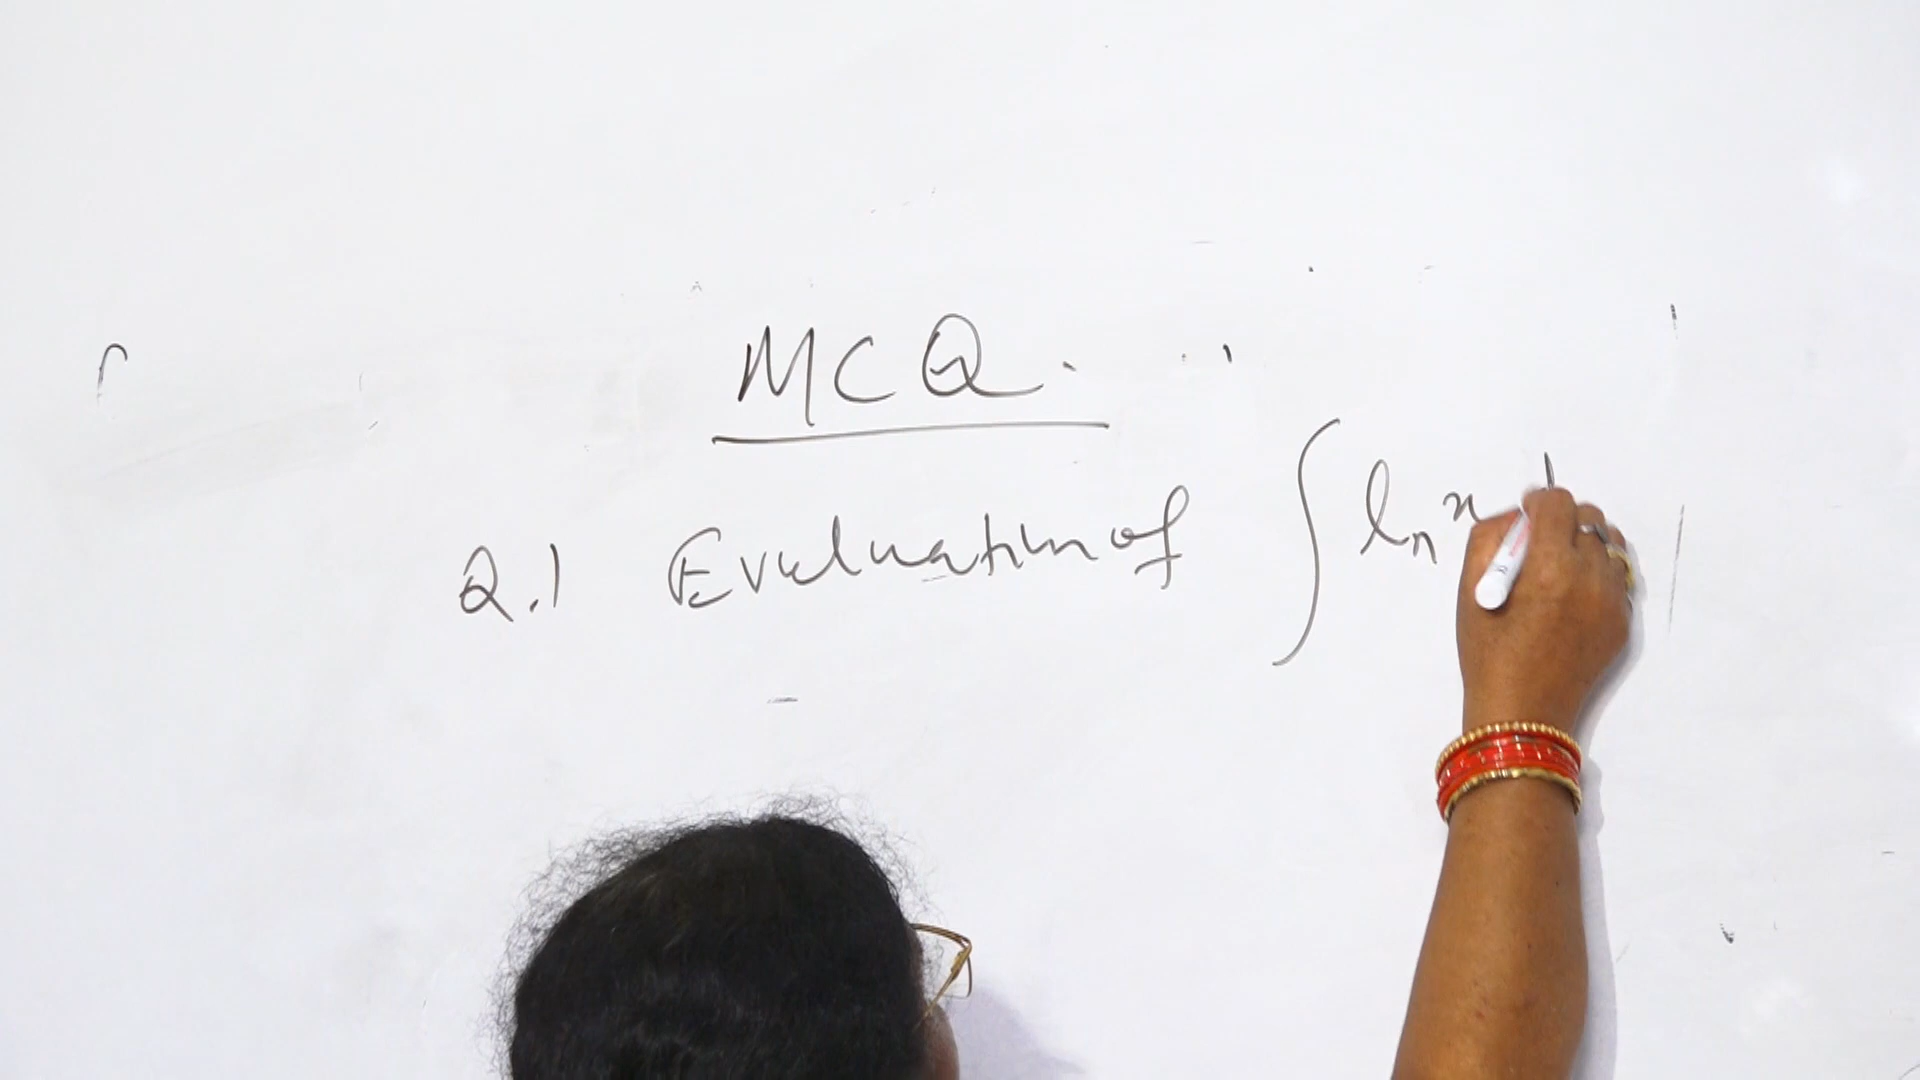 MCQ.
Q.1 Evaluation of ∫ ln x